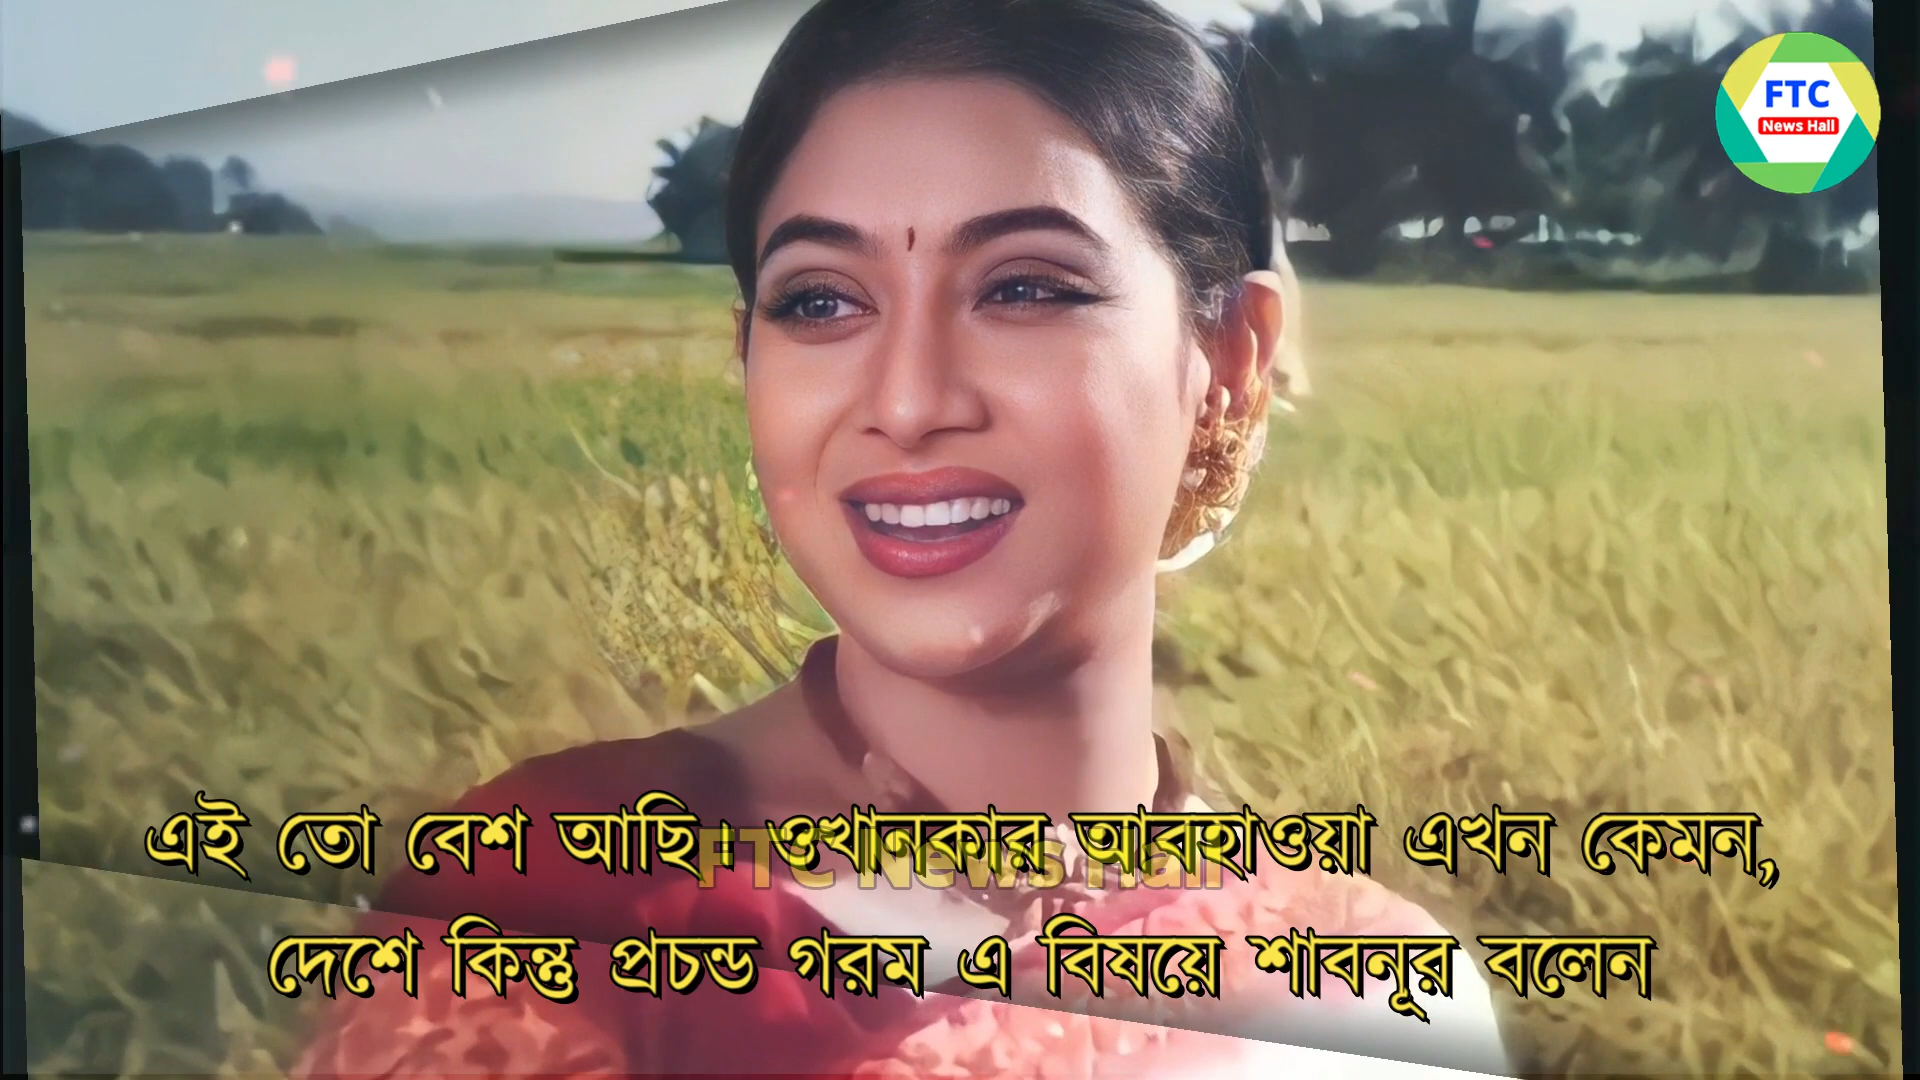 FTC
News Hall
এই তো বেশ আছি। ওখানকার আবহাওয়া এখন কেমন,
FTC News Hall
দেশে কিন্তু প্রচন্ড গরম এ বিষয়ে শাবনূর বলেন